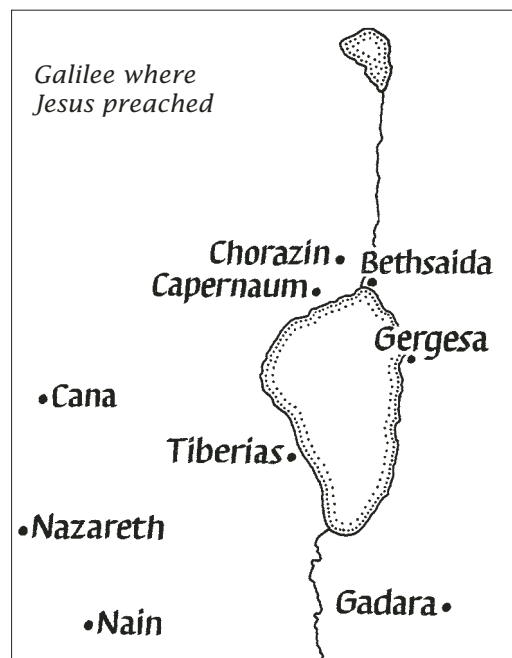 Galilee where
Jesus preached
Chorazin
Bethsaida
Capernaum
Gergesa
Cana
Tiberias
Nazareth
Gadara
Nain